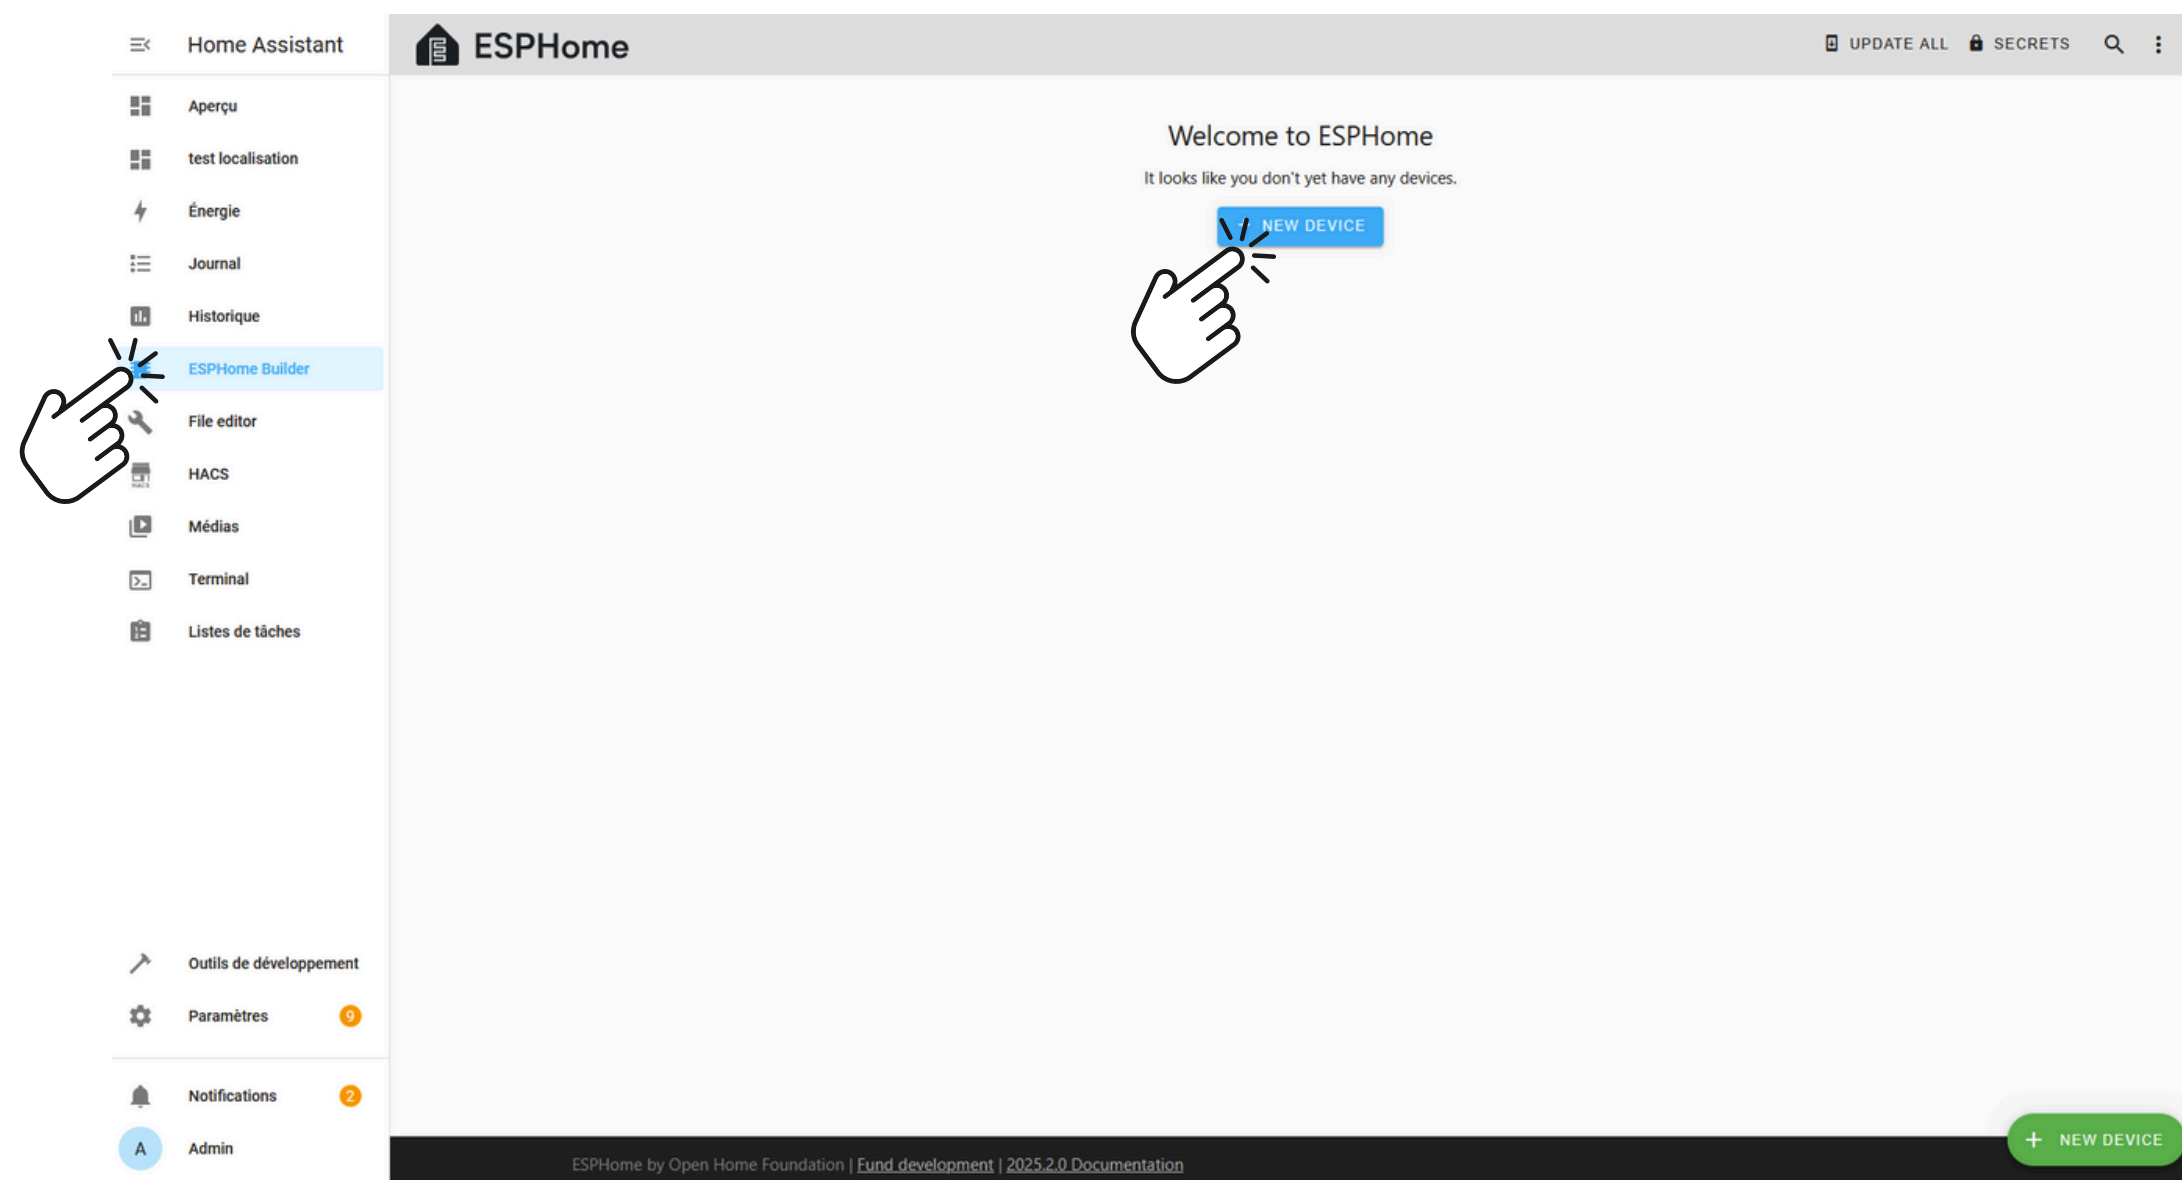 Home Assistant
ESPHome
UPDATE ALL
SECRETS
Aperçu
test localisation
Énergie
Journal
Historique
ESPHome Builder
File editor
HACS
HACS
Médias
Terminal
Listes de tâches
Outils de développement
Paramètres 9
Notifications 2
A Admin
Welcome to ESPHome
It looks like you don't yet have any devices.
NEW DEVICE
+ NEW DEVICE
ESPHome by Open Home Foundation | Fund development | 2025.2.0 Documentation